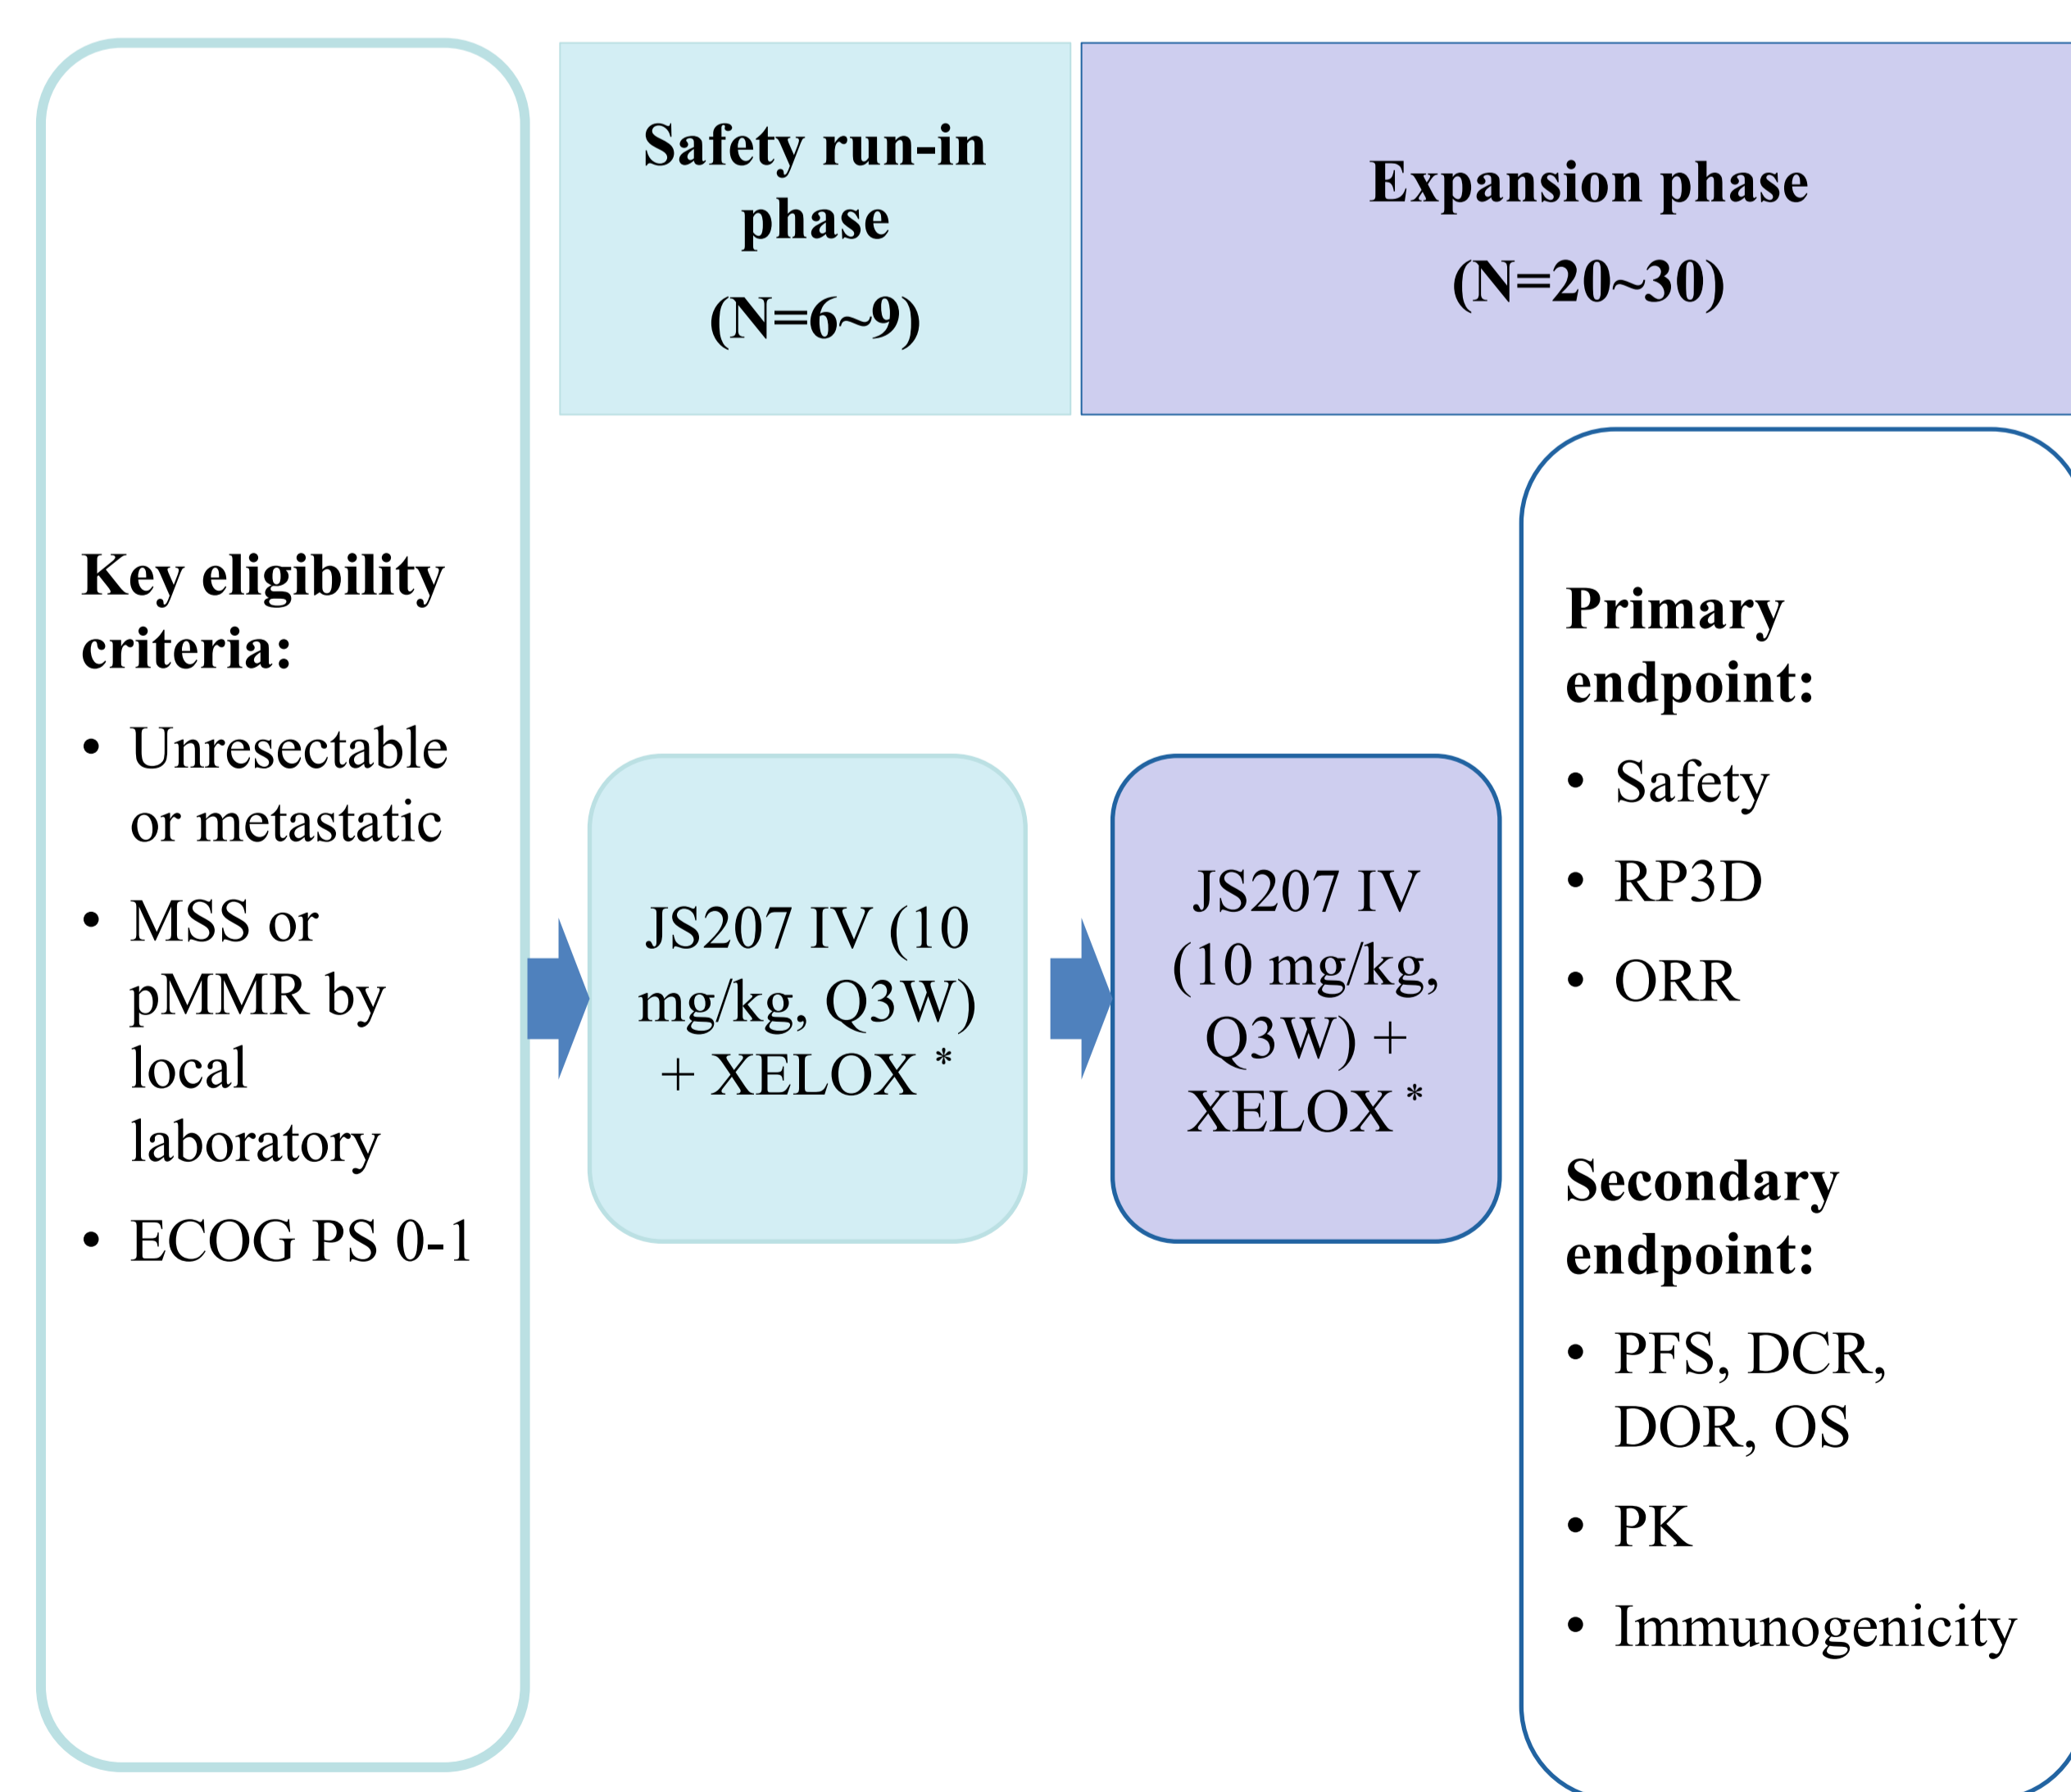 Key eligibility
criteria:
• Unresectable
or metastatic
• MSS or
pMMR by
local
laboratory
• ECOG PS 0-1
Safety run-in
phase
(N=6~9)
JS207 IV (10
mg/kg, Q3W)
+ XELOX *
Expansion phase
(N=20~30)
JS207 IV
(10 mg/kg,
Q3W) +
XELOX *
Primary
endpoint:
• Safety
• RP3D
• ORR
Secondary
endpoint:
• PFS, DCR,
DOR, OS
• PK
• Immunogenicity